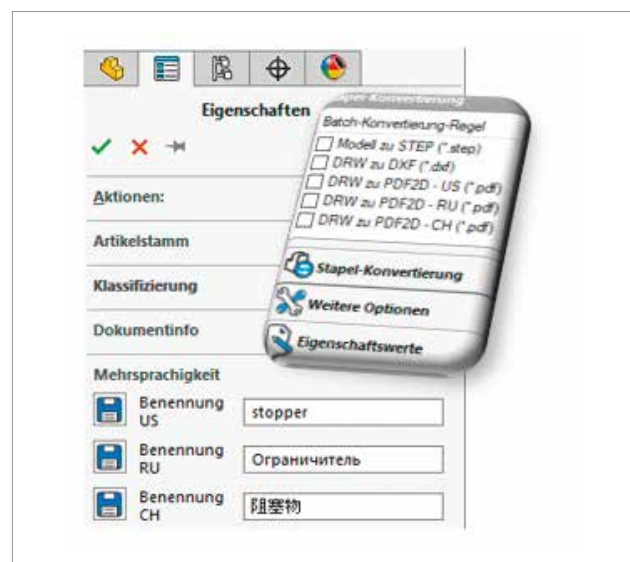 Eigenschaften
Aktionen:
Artikelstamm
Klassifizierung
Dokumentinfo
Mehrsprachigkeit
Benennung
US
stopper
Benennung
RU
Ограничитель
Benennung
CH
阻塞物
Stapel-Konvertierung
Batch-Konvertierung-Regel
Modell zu STEP (*.step)
DRW zu DXF (*.dxf)
DRW zu PDF2D - US (*.pdf)
DRW zu PDF2D - RU (*.pdf)
DRW zu PDF2D - CH (*.pdf)
Stapel-Konvertierung
Weitere Optionen
Eigenschaftswerte